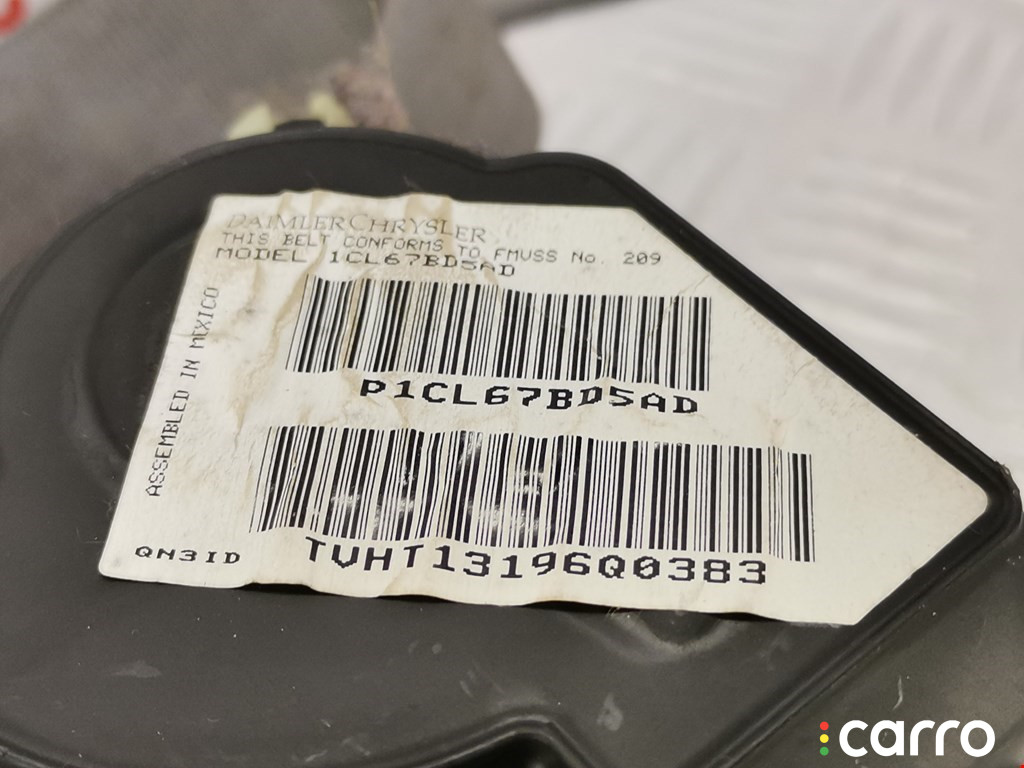 DAIMLERCHRYSLER
THIS BELT CONFORMS TO FMVSS No. 209
MODEL 1CL67BD5AD
P1CL67BD5AD
ASSEMBLED IN MEXICO
QN3ID
TVHT13196Q0383
carro